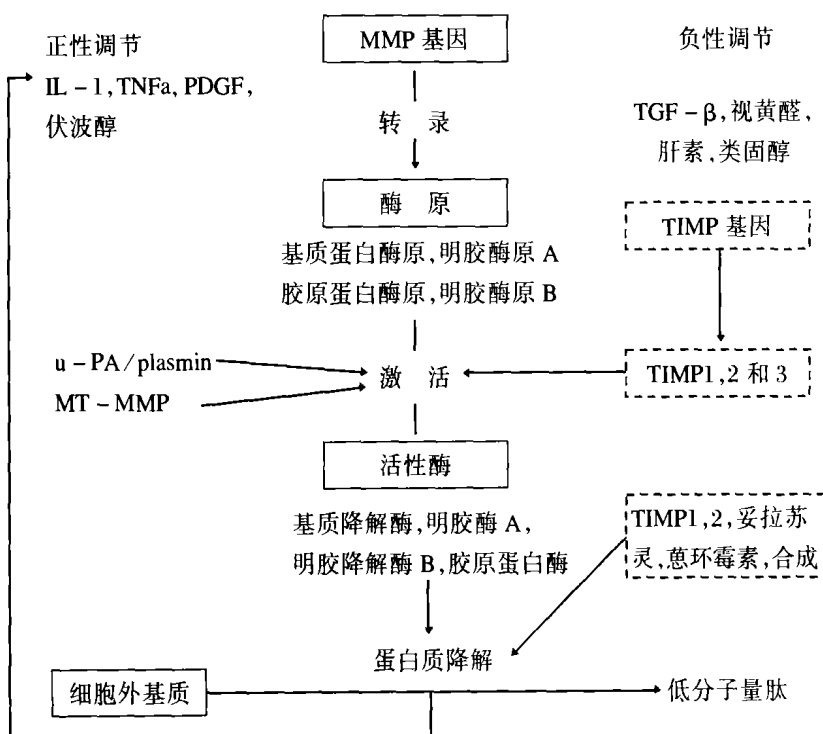 正性调节
MMP 基因
负性调节
IL－1,TNFa,PDGF,
伏波醇
转 录
TGF－β,视黄醛,
肝素,类固醇
酶 原
TIMP 基因
基质蛋白酶原,明胶酶原 A
胶原蛋白酶原,明胶酶原 B
u－PA/plasmin
MT－MMP
激 活
TIMP1,2 和 3
活性酶
基质降解酶,明胶酶 A,
明胶降解酶 B,胶原蛋白酶
TIMP1,2,妥拉苏
灵,蒽环霉素,合成
蛋白质降解
细胞外基质
低分子量肽